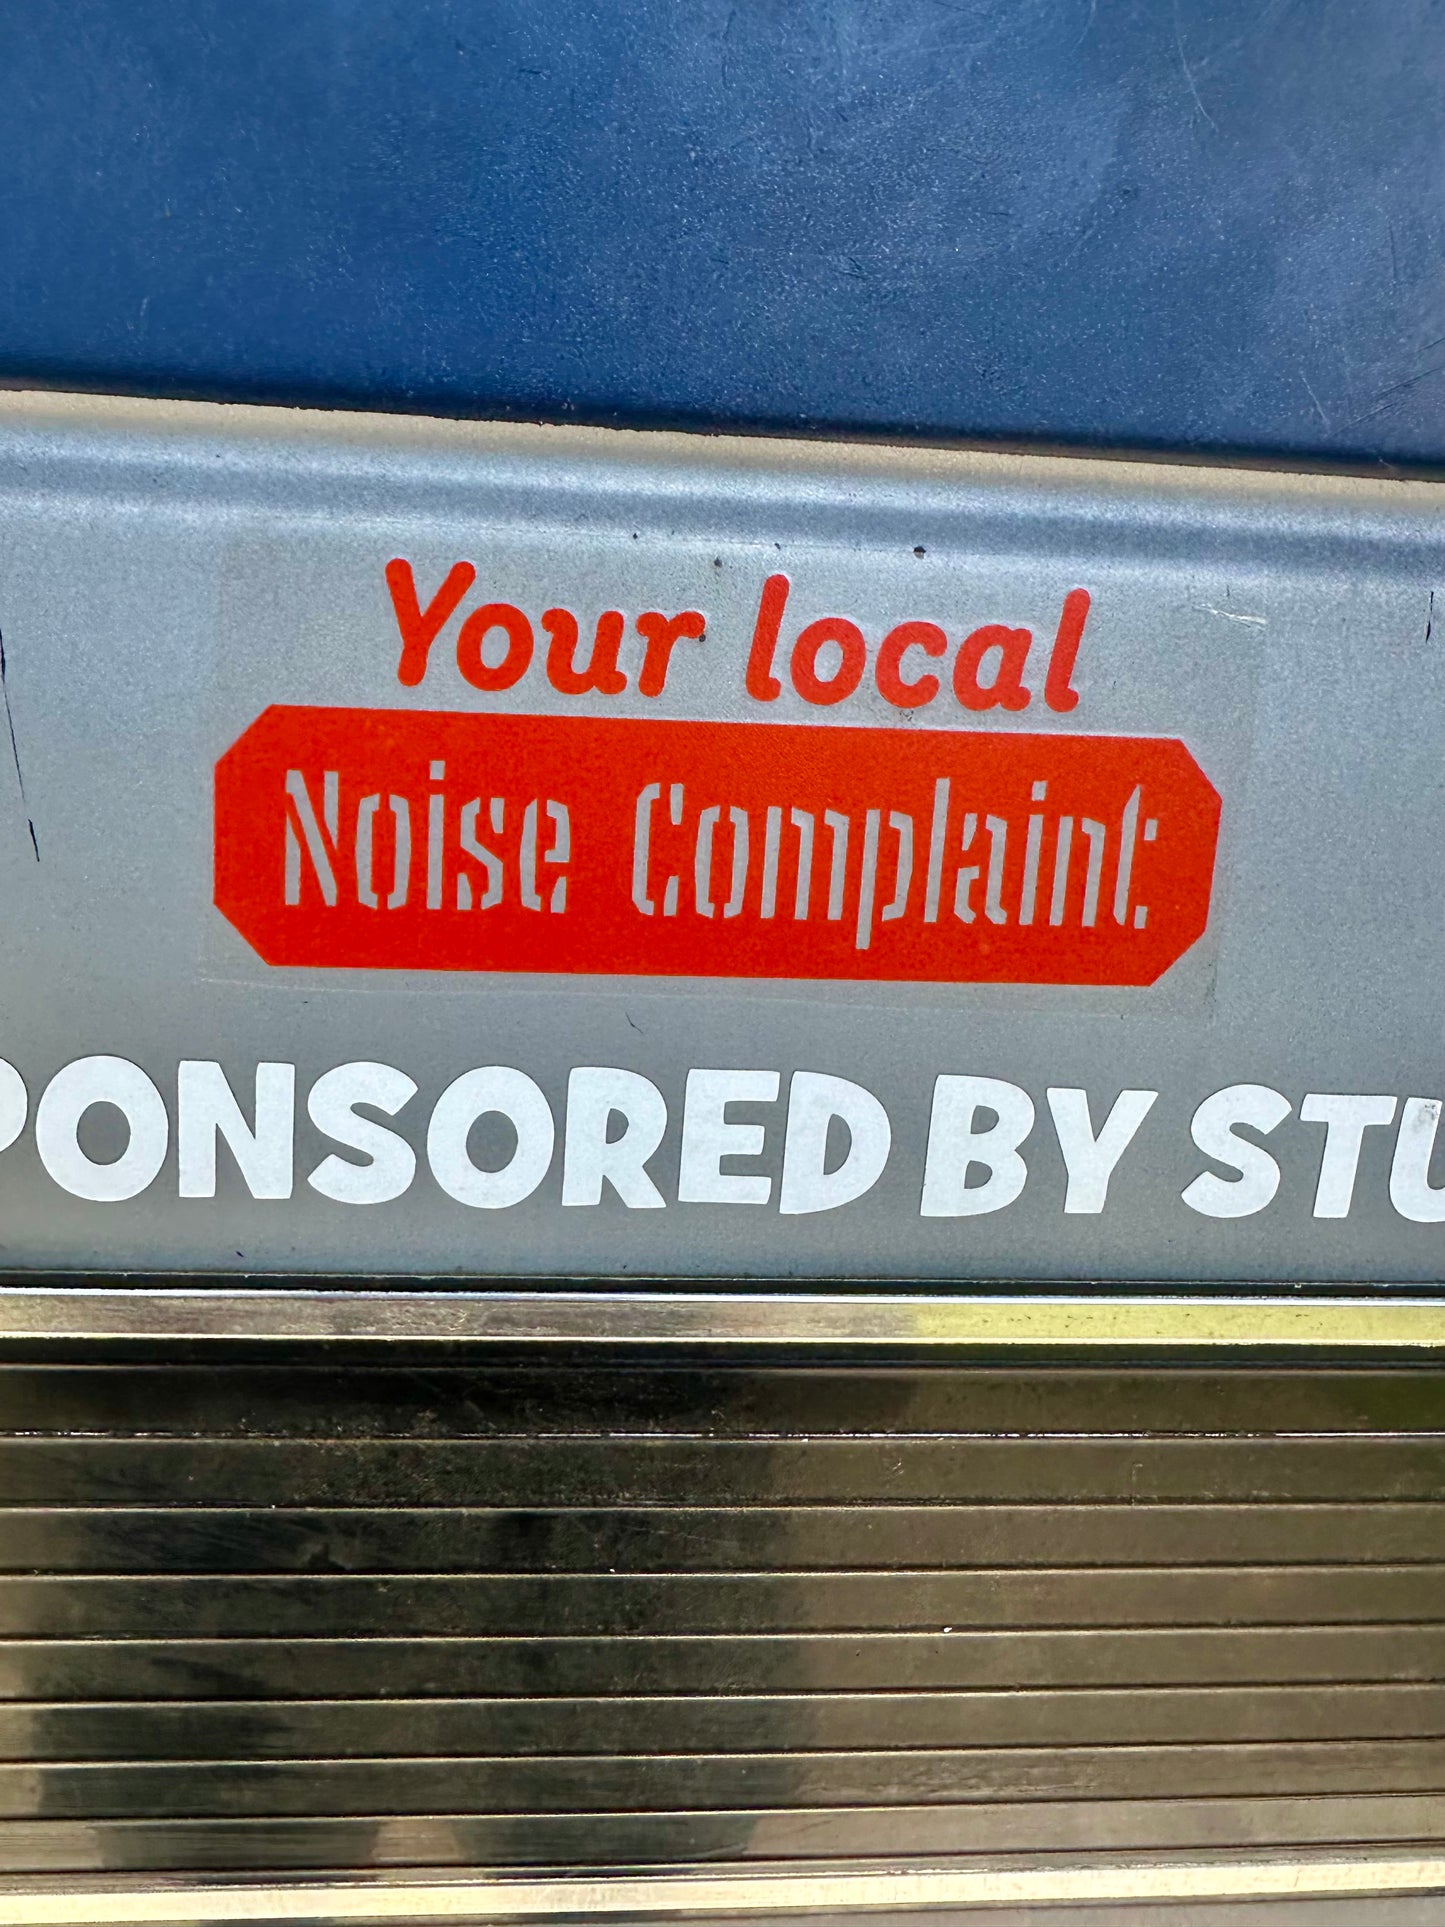 Your local
Noise Complaint
PONSORED BY STU